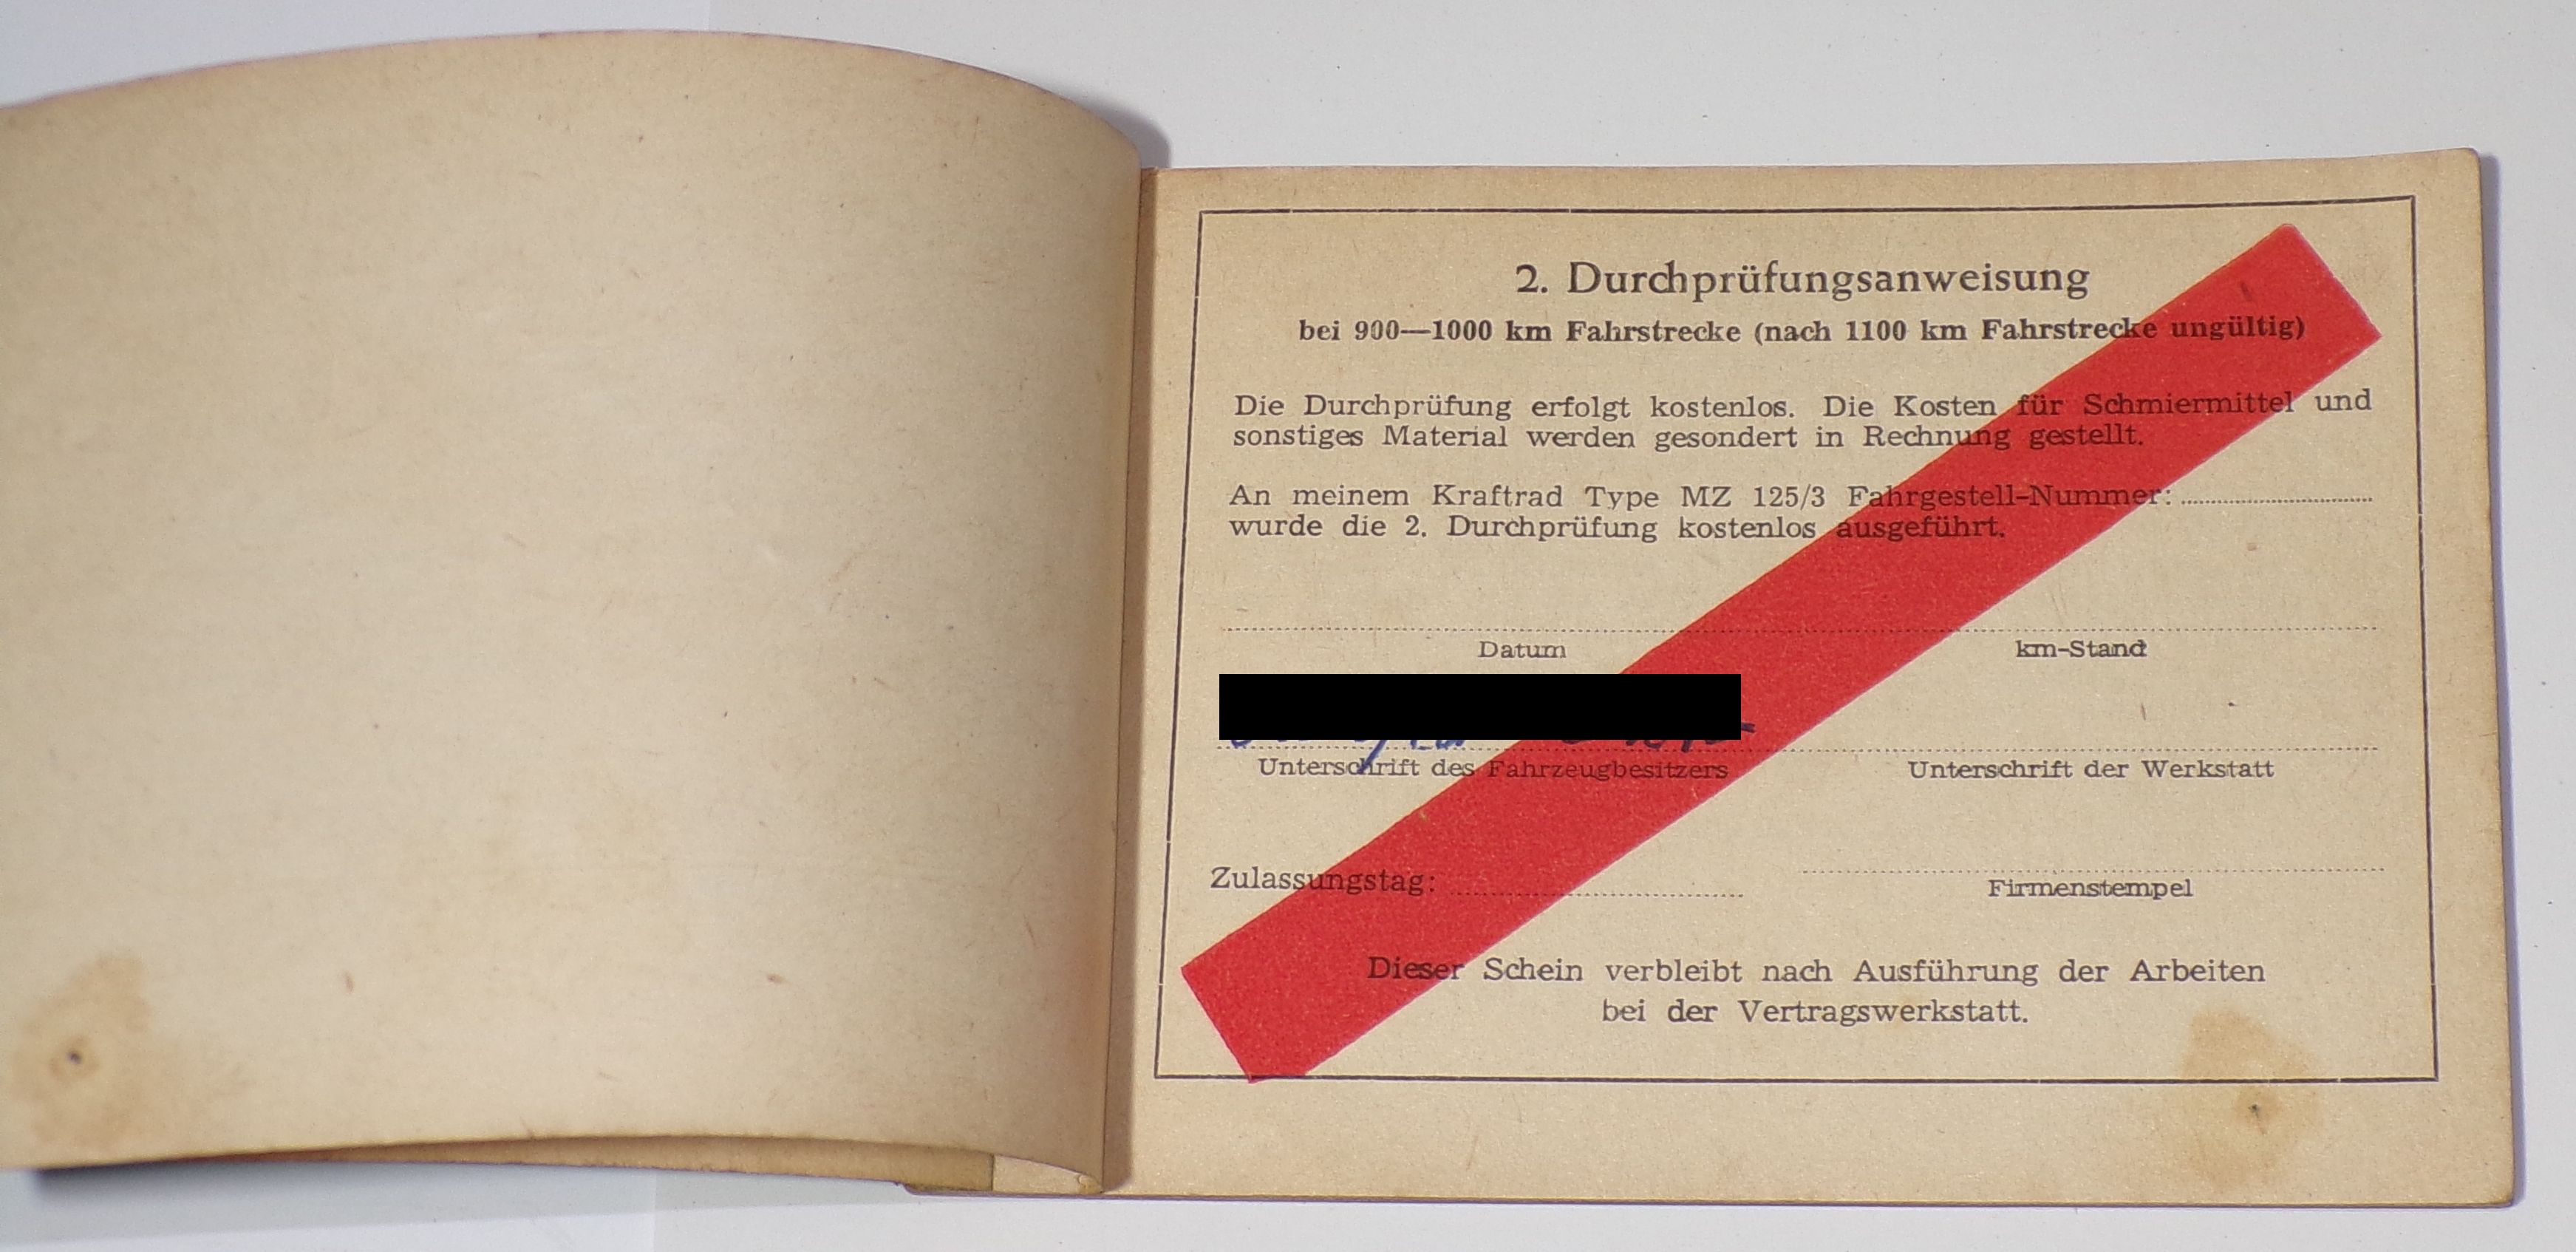 2. Durchprüfungsanweisung
bei 900—1000 km Fahrstrecke (nach 1100 km Fahrstrecke ungültig)
Die Durchprüfung erfolgt kostenlos. Die Kosten für Schmiermittel und
sonstiges Material werden gesondert in Rechnung gestellt.
An meinem Kraftrad Type MZ 125/3 Fahrgestell-Nummer:
wurde die 2. Durchprüfung kostenlos ausgeführt.
Datum km-Stand
Unterschrift des Fahrzeugbesitzers Unterschrift der Werkstatt
Zulassungstag:
Firmenstempel
Dieser Schein verbleibt nach Ausführung der Arbeiten
bei der Vertragswerkstatt.